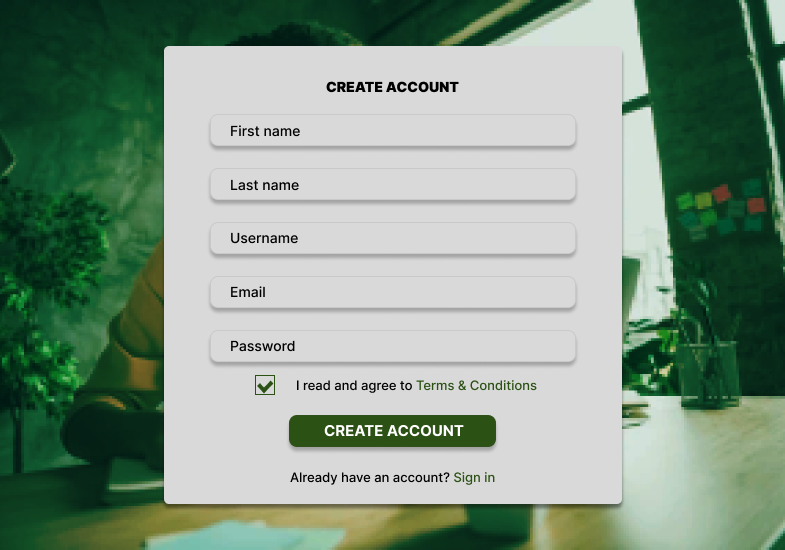 CREATE ACCOUNT
First name
Last name
Username
Email
Password
I read and agree to Terms & Conditions
CREATE ACCOUNT
Already have an account? Sign in